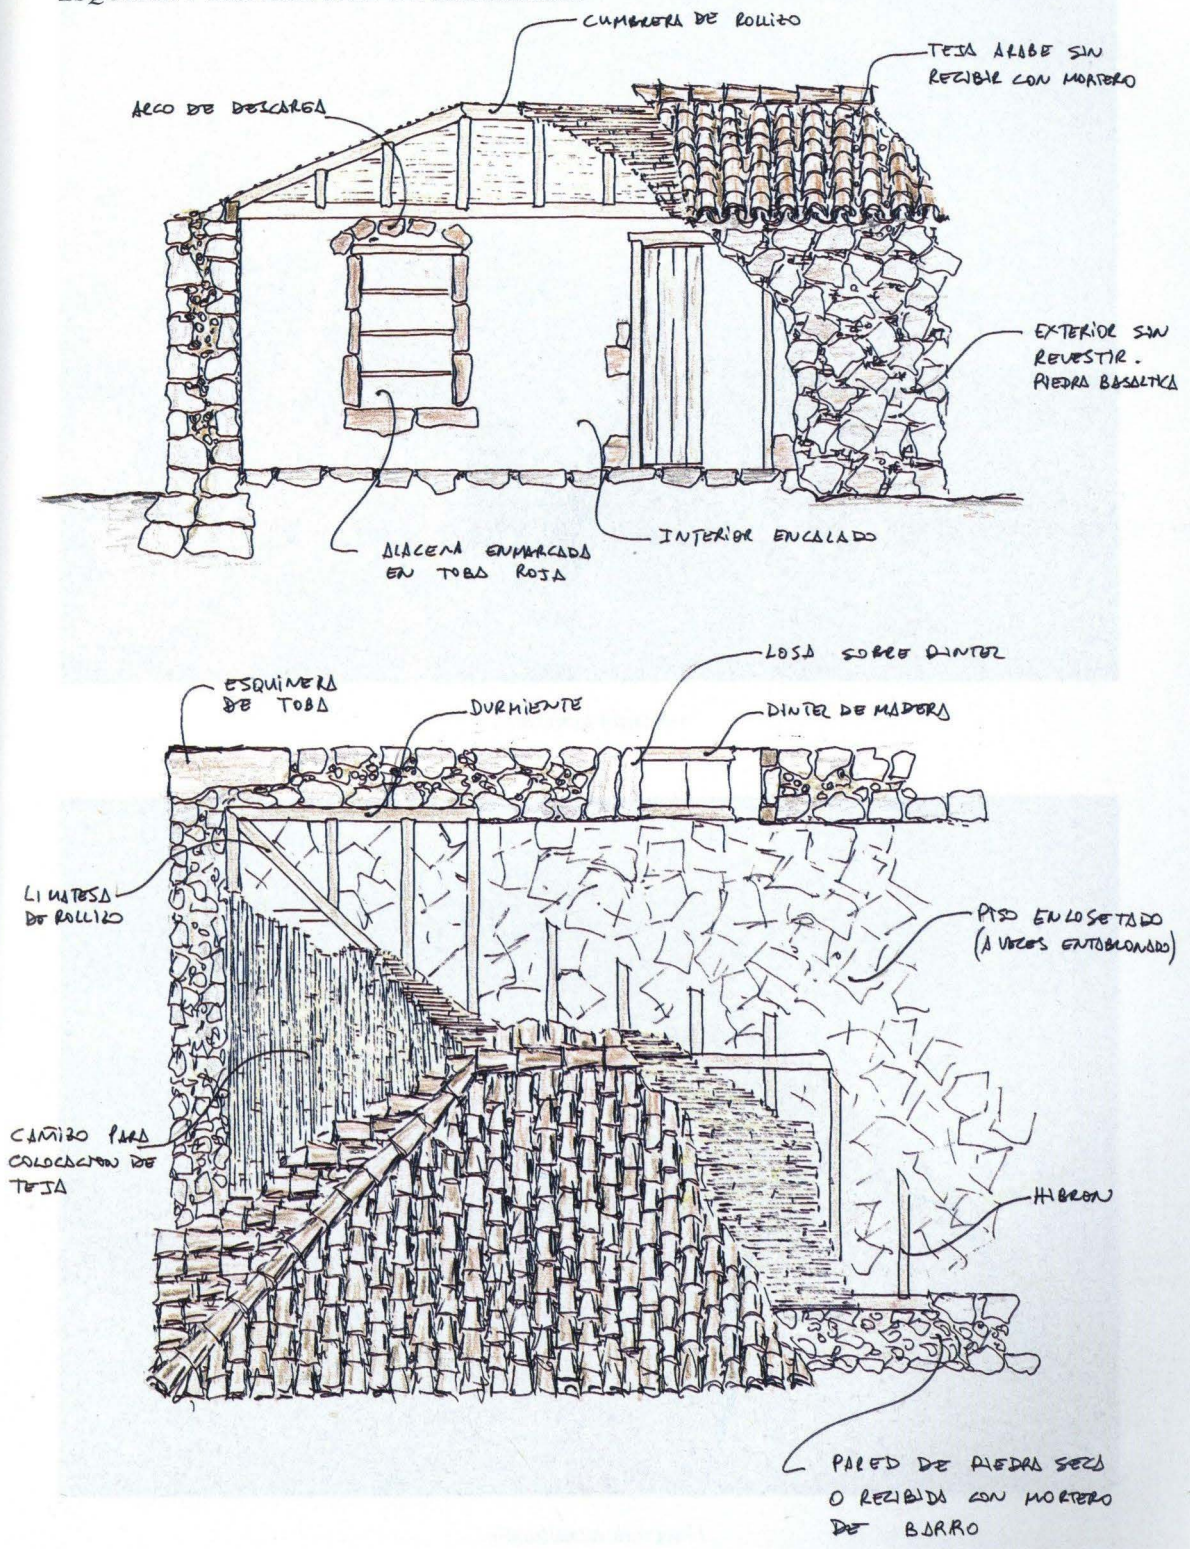 CUMBRERA DE ROLLIZO
TEJA ARABE SIN
RECIBIR CON MORTERO
ARCO DE DESCARGA
EXTERIOR SIN
REVESTIR.
PIEDRA BASALTICA
INTERIOR ENCALADO
ALACENA ENMARCADA
EN TOBA ROJA
LOSA SOBRE DINTEL
ESQUINERA
DE TOBA
DURMIENTE
DINTEL DE MADERA
LIMATESA
DE ROLLIZO
PISO ENLOSETADO
(A VECES ENTABLONADO)
CAÑIZO PARA
COLOCACION DE
TEJA
HIBRON
PARED DE PIEDRA SECA
O RECIBIDA CON MORTERO
DE BARRO